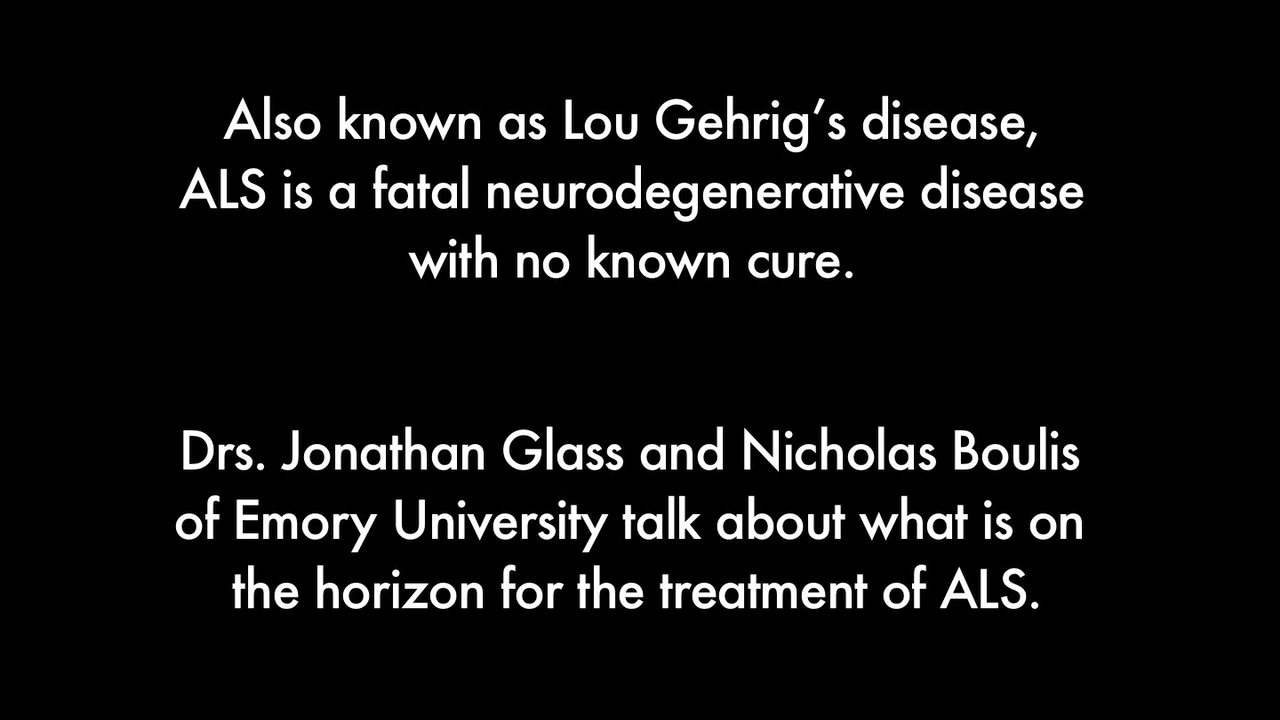 Also known as Lou Gehrig’s disease,
ALS is a fatal neurodegenerative disease
with no known cure.
Drs. Jonathan Glass and Nicholas Boulis
of Emory University talk about what is on
the horizon for the treatment of ALS.